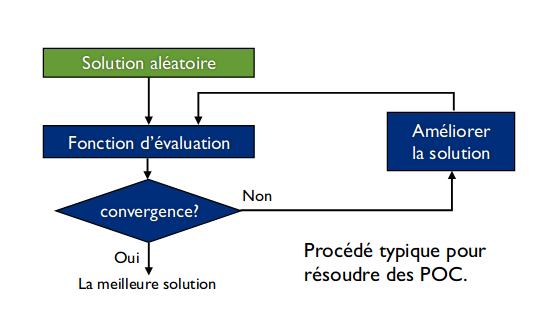 Solution aléatoire
Fonction d'évaluation
Améliorer
la solution
convergence?
Non
Oui
La meilleure solution
Procédé typique pour
résoudre des POC.